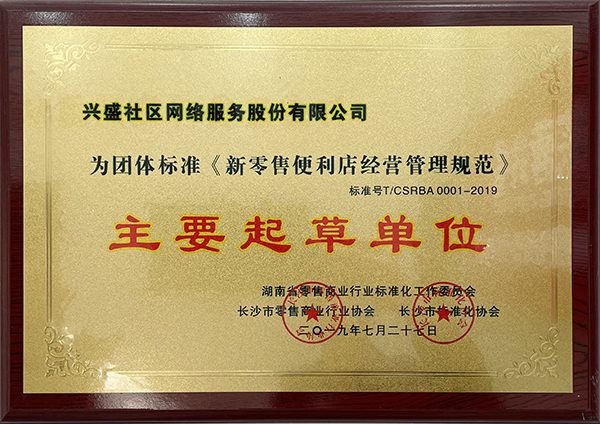 兴盛社区网络服务股份有限公司
为团体标准《新零售便利店经营管理规范》
标准号T/CSRBA 0001-2019
主要起草单位
湖南省零售商业行业标准化工作委员会
长沙市零售商业行业协会 长沙市标准化协会
二〇一九年七月二十七日